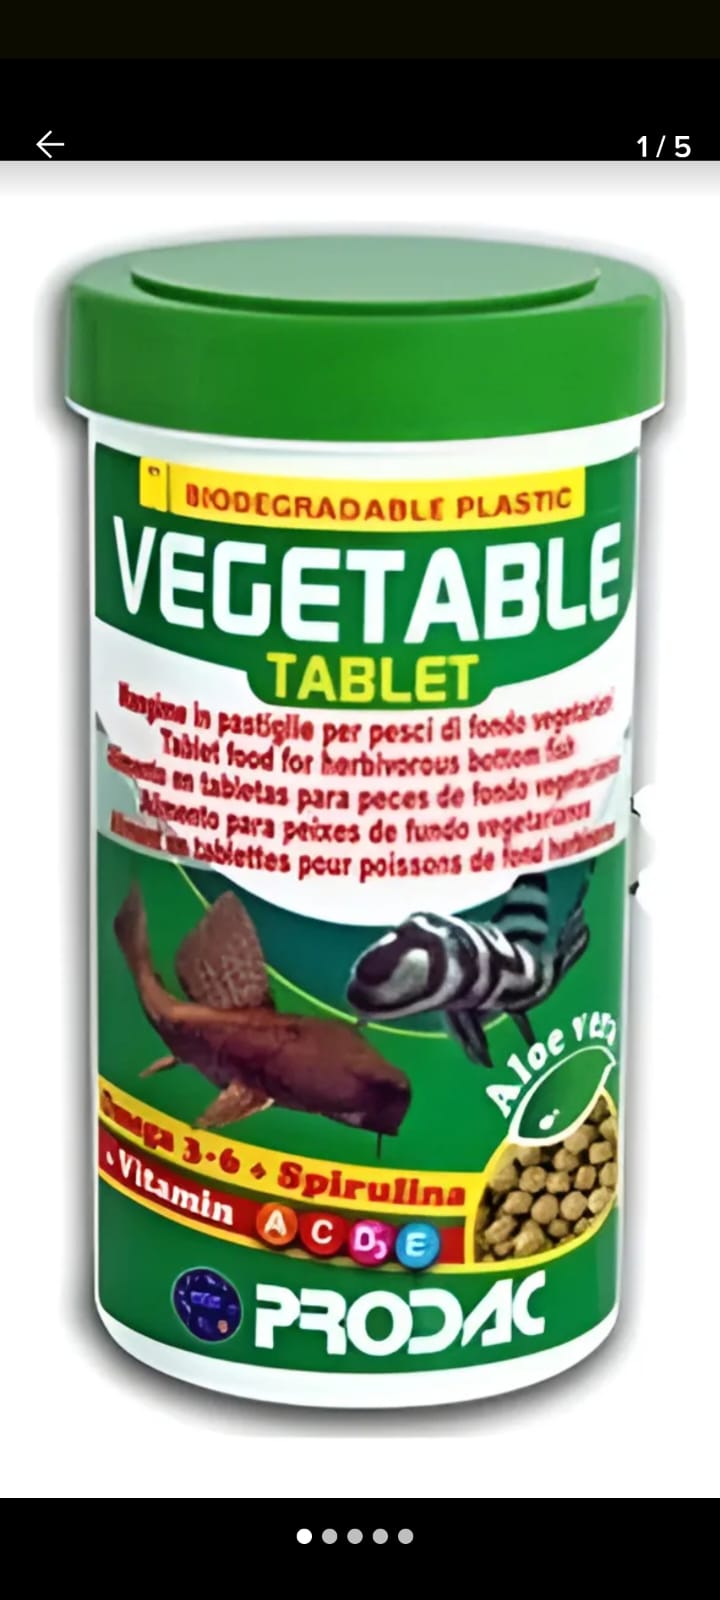 1 / 5
BIODEGRADABLE PLASTIC
VEGETABLE
TABLET
Mangime in pastiglie per pesci di fondo vegetariani
Tablet food for herbivorous bottom fish
Alimento en tabletas para peces de fondo vegetarianos
Alimento para peixes de fundo vegetarianos
Aliment en tablettes pour poissons de fond herbivores
Aloe vera
Omega 3-6 + Spirulina
+ Vitamin A C D3 E
PRODAC